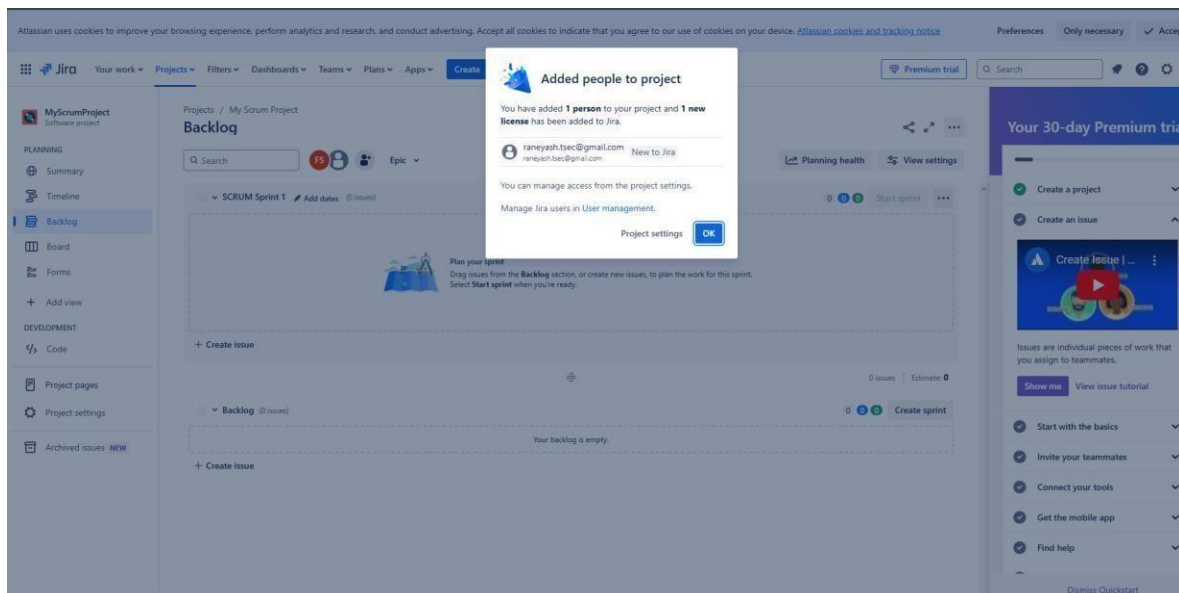 Atlassian uses cookies to improve your browsing experience, perform analytics and research, and conduct advertising. Accept all cookies to indicate that you agree to our use of cookies on your device. Atlassian cookies and tracking notice
Preferences Only necessary Accep
Jira Your work Projects Filters Dashboards Teams Plans Apps Create Premium trial Search
MyScrumProject
Software project
PLANNING
Summary
Timeline
Backlog
Board
Forms
Add view
DEVELOPMENT
Code
Project pages
Project settings
Archived issues NEW
Projects / My Scrum Project
Backlog
Search FS Epic Planning health View settings
SCRUM Sprint 1 Add dates (0 issues) 0 0 0 Start sprint
Plan your sprint
Drag issues from the Backlog section, or create new issues, to plan the work for this sprint.
Select Start sprint when you're ready.
+ Create issue
0 issues Estimate: 0
Backlog (0 issues) 0 0 0 Create sprint
Your backlog is empty.
+ Create issue
Added people to project
You have added 1 person to your project and 1 new
license has been added to Jira.
raneyash.tsec@gmail.com New to Jira
raneyash.tsec@gmail.com
You can manage access from the project settings.
Manage Jira users in User management.
Project settings OK
Your 30-day Premium tria
Create a project
Create an issue
Create Issue | ...
Issues are individual pieces of work that
you assign to teammates.
Show me View issue tutorial
Start with the basics
Invite your teammates
Connect your tools
Get the mobile app
Find help
Dismiss Quickstart